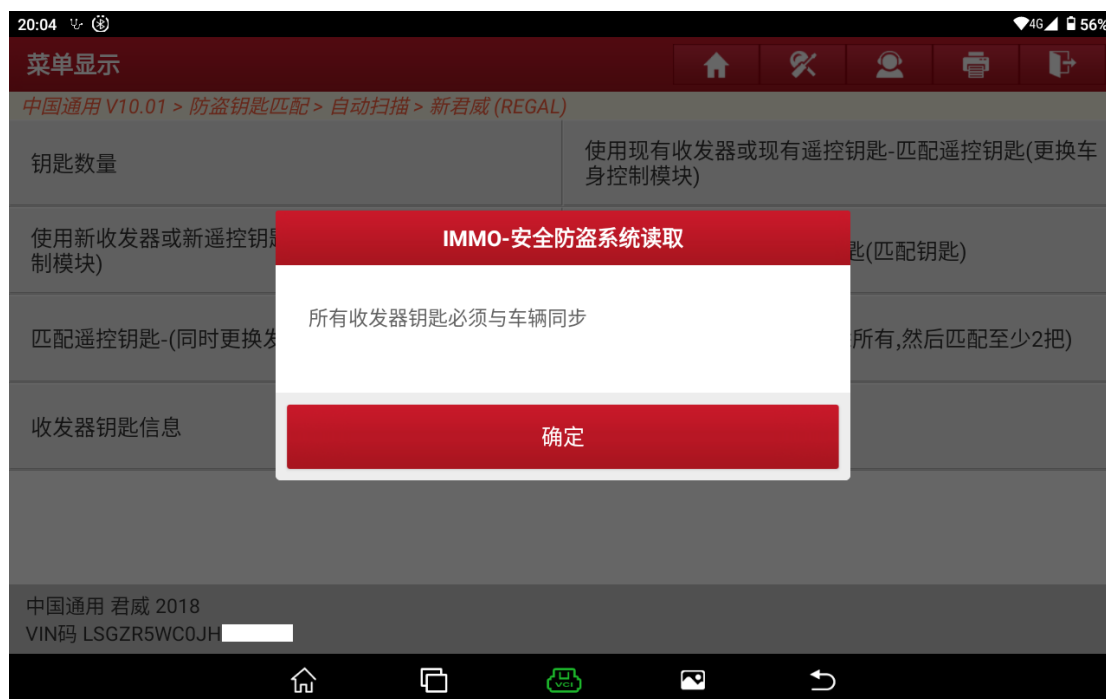 20:04
4G 56%
菜单显示
中国通用 V10.01 > 防盗钥匙匹配 > 自动扫描 > 新君威 (REGAL)
钥匙数量
使用现有收发器或现有遥控钥匙-匹配遥控钥匙(更换车
身控制模块)
使用新收发器或新遥控钥匙
制模块)
匙(匹配钥匙)
IMMO-安全防盗系统读取
所有收发器钥匙必须与车辆同步
确定
匹配遥控钥匙-(同时更换发
所有,然后匹配至少2把)
收发器钥匙信息
中国通用 君威 2018
VIN码 LSGZR5WC0JH
VCI